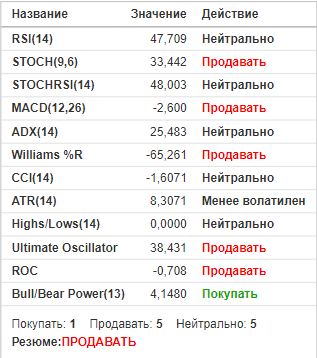 Название Значение Действие
RSI(14) 47,709 Нейтрально
STOCH(9,6) 33,442 Продавать
STOCHRSI(14) 48,003 Нейтрально
MACD(12,26) -2,600 Продавать
ADX(14) 25,483 Нейтрально
Williams %R -65,261 Продавать
CCI(14) -1,6071 Нейтрально
ATR(14) 8,3071 Менее волатилен
Highs/Lows(14) 0,0000 Нейтрально
Ultimate Oscillator 38,431 Продавать
ROC -0,708 Продавать
Bull/Bear Power(13) 4,1480 Покупать
Покупать: 1 Продавать: 5 Нейтрально: 5
Резюме:ПРОДАВАТЬ